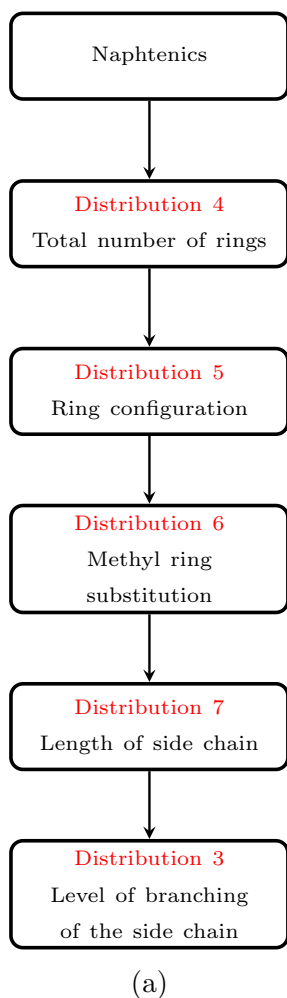 Naphtenics
Distribution 4
Total number of rings
Distribution 5
Ring configuration
Distribution 6
Methyl ring
substitution
Distribution 7
Length of side chain
Distribution 3
Level of branching
of the side chain
(a)